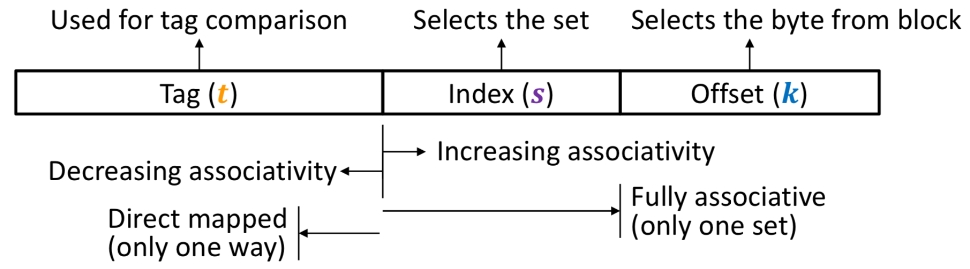 Used for tag comparison
Selects the set
Selects the byte from block
Tag (t)
Index (s)
Offset (k)
Increasing associativity
Decreasing associativity
Fully associative
(only one set)
Direct mapped
(only one way)